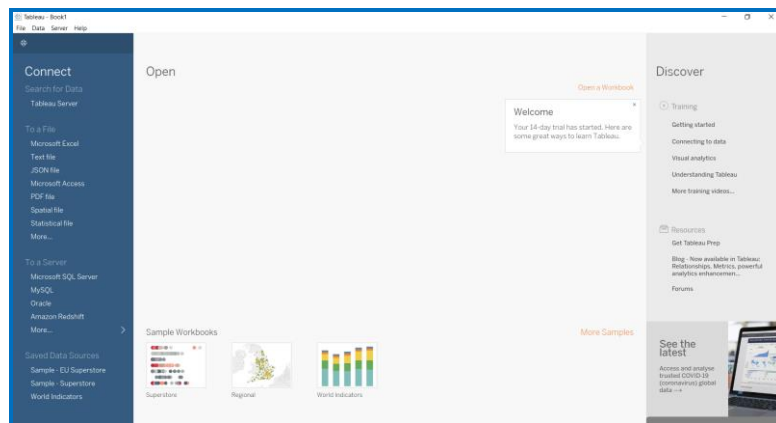 Tableau - Book1
File Data Server Help
Connect
Search for Data
Tableau Server
To a File
Microsoft Excel
Text file
JSON file
Microsoft Access
PDF file
Spatial file
Statistical file
More...
To a Server
Microsoft SQL Server
MySQL
Oracle
Amazon Redshift
More...
Saved Data Sources
Sample - EU Superstore
Sample - Superstore
World Indicators
Open
Open a Workbook
Welcome
Your 14-day trial has started. Here are
some great ways to learn Tableau.
Sample Workbooks
More Samples
Superstore
Regional
World Indicators
Discover
Training
Getting started
Connecting to data
Visual analytics
Understanding Tableau
More training videos...
Resources
Get Tableau Prep
Blog - Now available in Tableau:
Relationships, Metrics, powerful
analytics enhancemen...
Forums
See the
latest
Access and analyse
trusted COVID-19
(coronavirus) global
data →